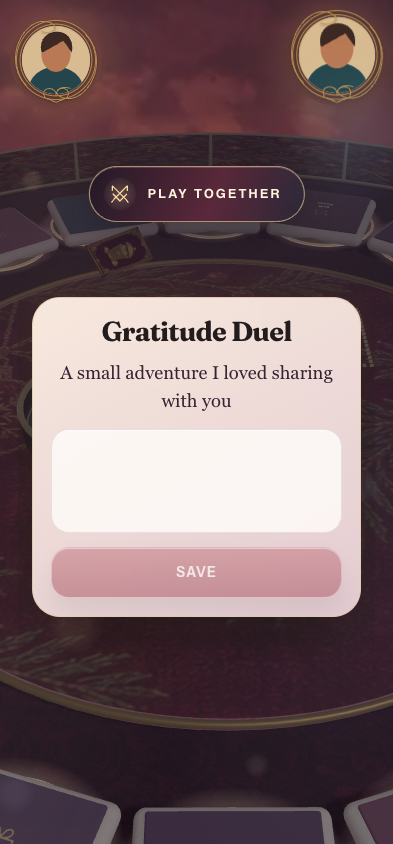 PLAY TOGETHER
Gratitude Duel
A small adventure I loved sharing
with you
SAVE